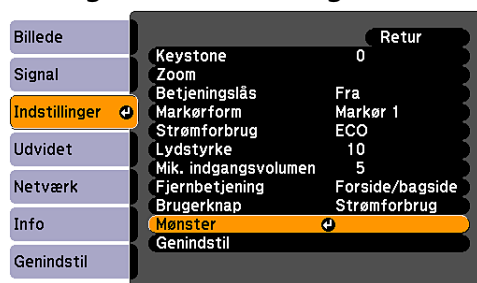 Billede
Signal
Indstillinger
Udvidet
Netværk
Info
Genindstil
Retur
Keystone 0
Zoom
Betjeningslås Fra
Markørform Markør 1
Strømforbrug ECO
Lydstyrke 10
Mik. indgangsvolumen 5
Fjernbetjening Forside/bagside
Brugerknap Strømforbrug
Mønster
Genindstil